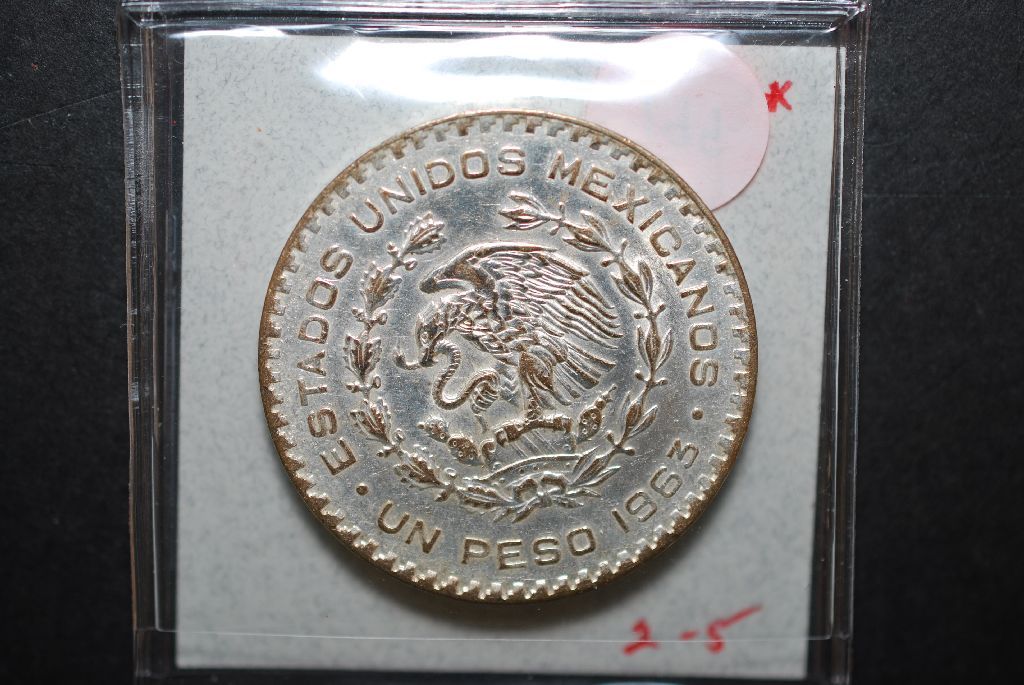 ESTADOS UNIDOS MEXICANOS
• UN PESO 1963 •
2-5